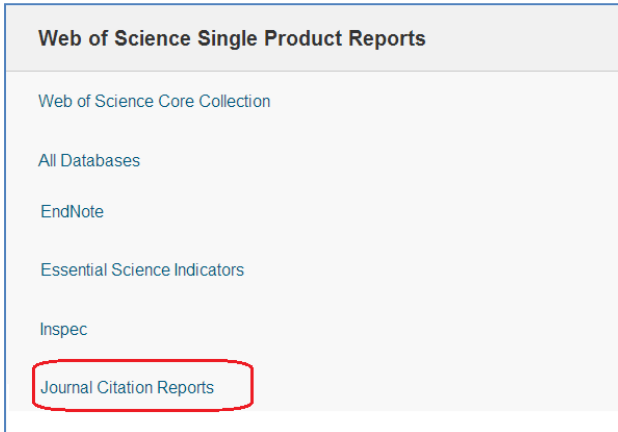 Web of Science Single Product Reports
Web of Science Core Collection
All Databases
EndNote
Essential Science Indicators
Inspec
Journal Citation Reports